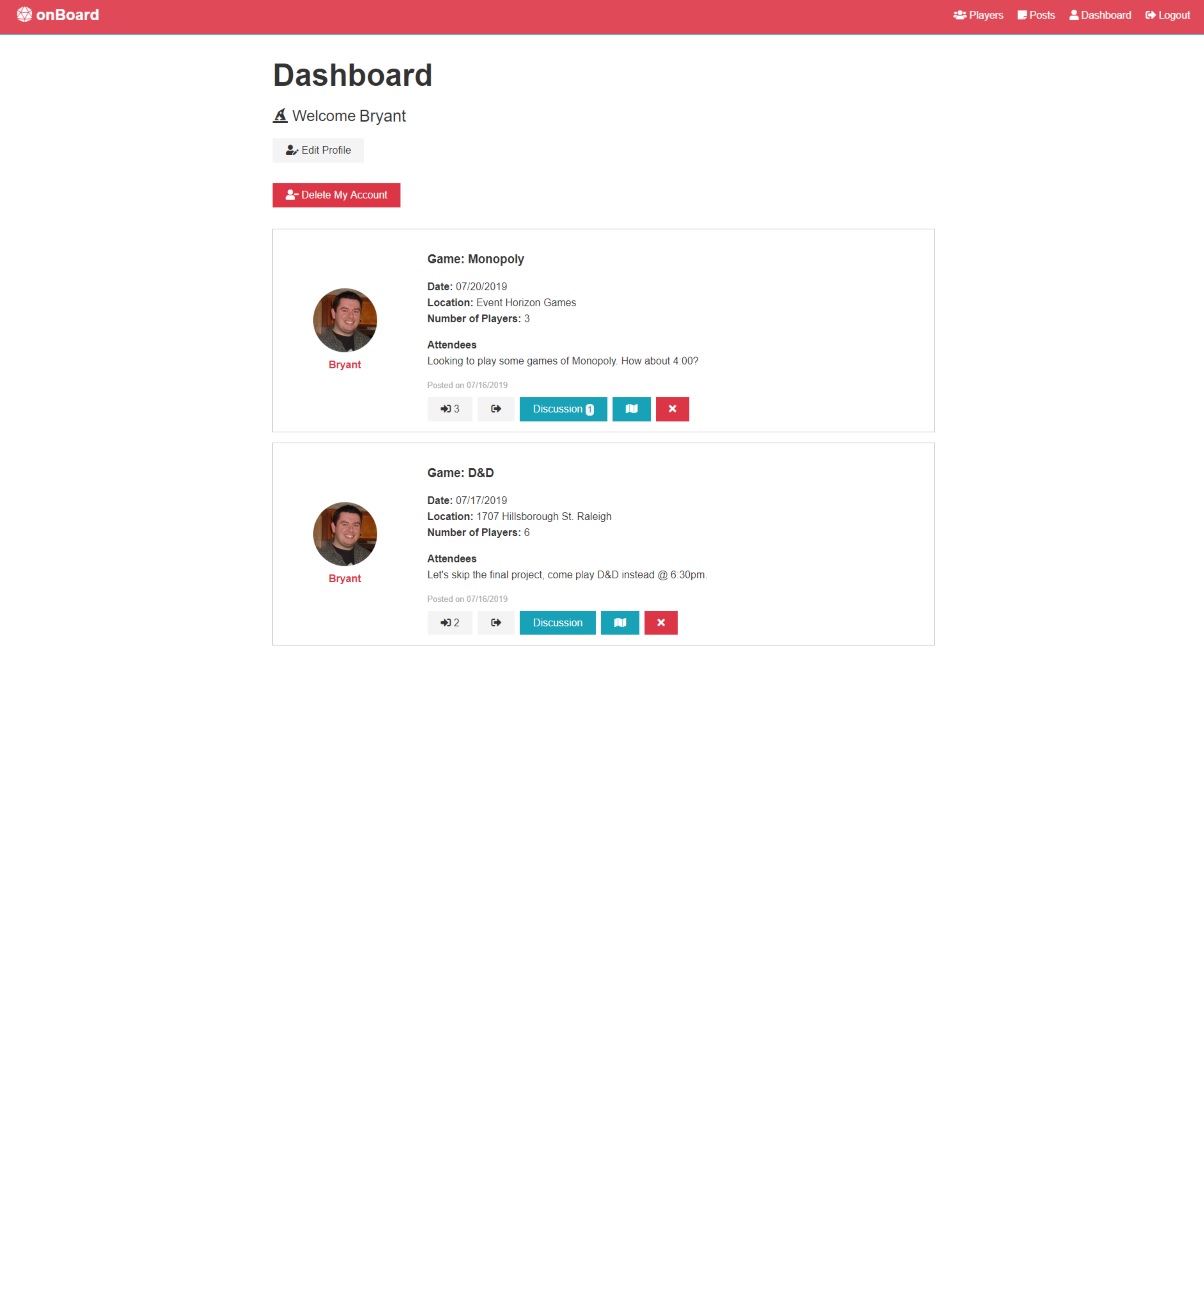 onBoard
Players Posts Dashboard Logout
Dashboard
Welcome Bryant
Edit Profile
Delete My Account
Game: Monopoly
Date: 07/20/2019
Location: Event Horizon Games
Number of Players: 3
Attendees
Looking to play some games of Monopoly. How about 4:00?
Bryant
Posted on 07/16/2019
3 Discussion 1
Game: D&D
Date: 07/17/2019
Location: 1707 Hillsborough St. Raleigh
Number of Players: 6
Attendees
Let's skip the final project, come play D&D instead @ 6:30pm.
Bryant
Posted on 07/16/2019
2 Discussion